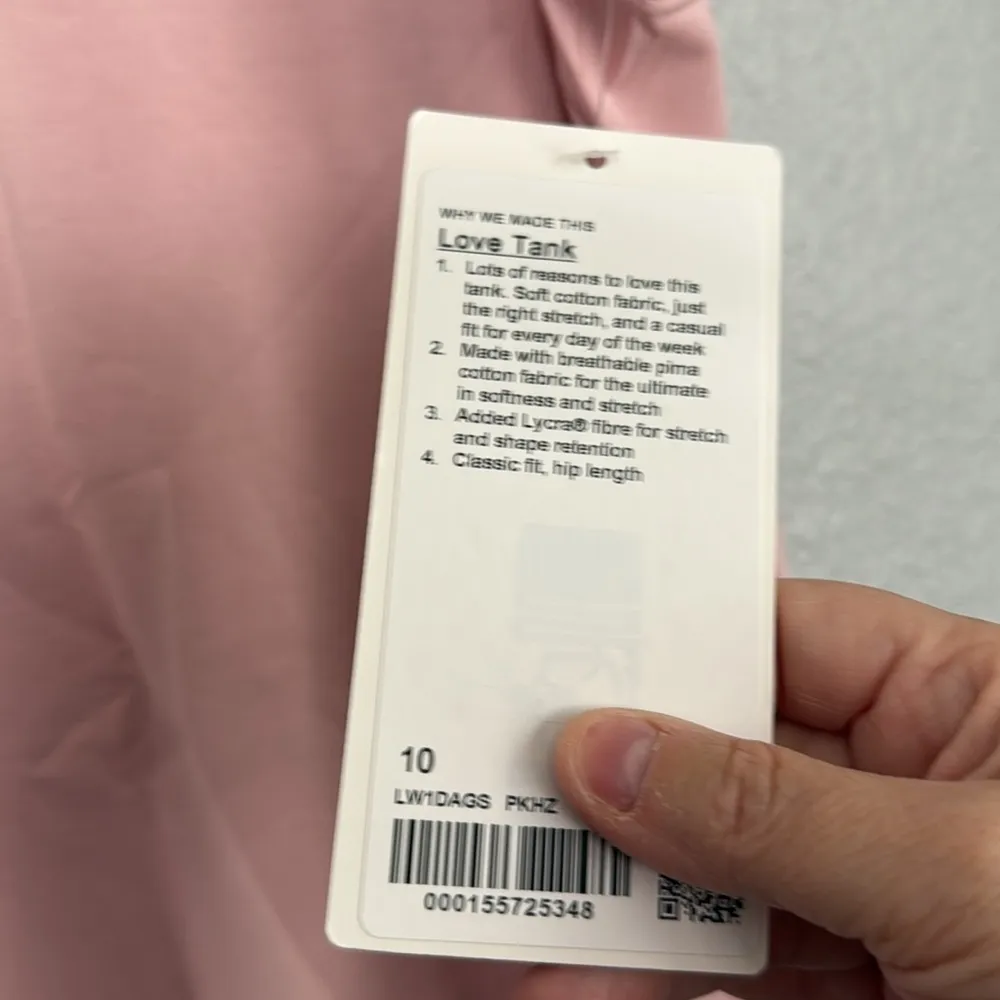 WHY WE MADE THIS
Love Tank
1. Lots of reasons to love this
tank. Soft cotton fabric, just
the right stretch, and a casual
fit for every day of the week
2. Made with breathable pima
cotton fabric for the ultimate
in softness and stretch
3. Added Lycra® fibre for stretch
and shape retention
4. Classic fit, hip length
10
LW1DAGS PKHZ
000155725348